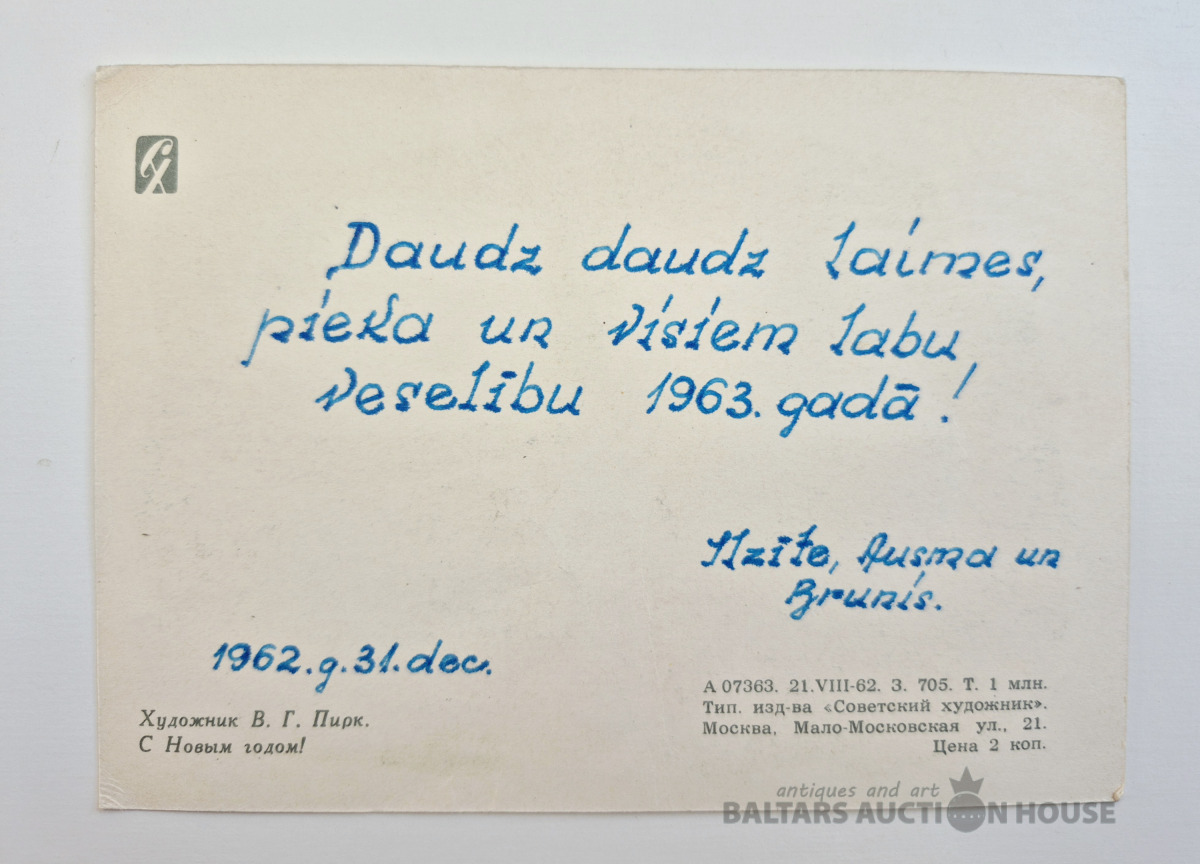 СХ
Daudz daudz laimes,
prieka un visiem labu
veselību 1963. gadā!
Ilzīte, Ausma un
Brunis.
1962. g. 31. dec.
Художник В. Г. Пирк.
С Новым годом!
А 07363. 21.VIII-62. З. 705. Т. 1 млн.
Тип. изд-ва «Советский художник».
Москва, Мало-Московская ул., 21.
Цена 2 коп.
antiques and art
BALTARS AUCTION HOUSE